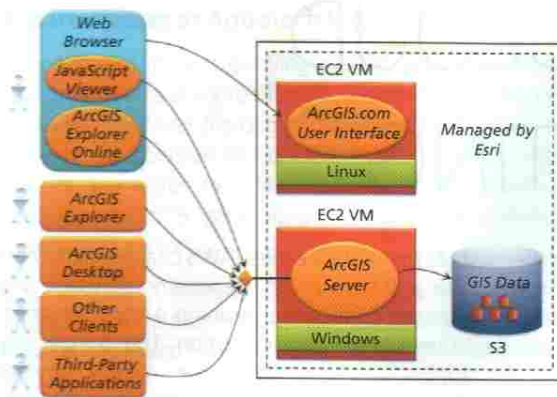 Web
Browser
JavaScript
Viewer
ArcGIS
Explorer
Online
ArcGIS
Explorer
ArcGIS
Desktop
Other
Clients
Third-Party
Applications
EC2 VM
ArcGIS.com
User Interface
Linux
Managed by
Esri
EC2 VM
ArcGIS
Server
Windows
GIS Data
S3